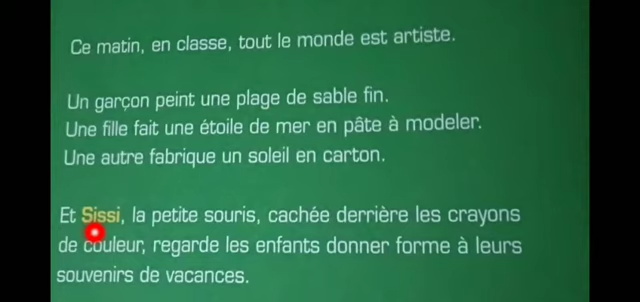 Ce matin, en classe, tout le monde est artiste.
Un garçon peint une plage de sable fin.
Une fille fait une étoile de mer en pâte à modeler.
Une autre fabrique un soleil en carton.
Et Sissi, la petite souris, cachée derrière les crayons
de couleur, regarde les enfants donner forme à leurs
souvenirs de vacances.